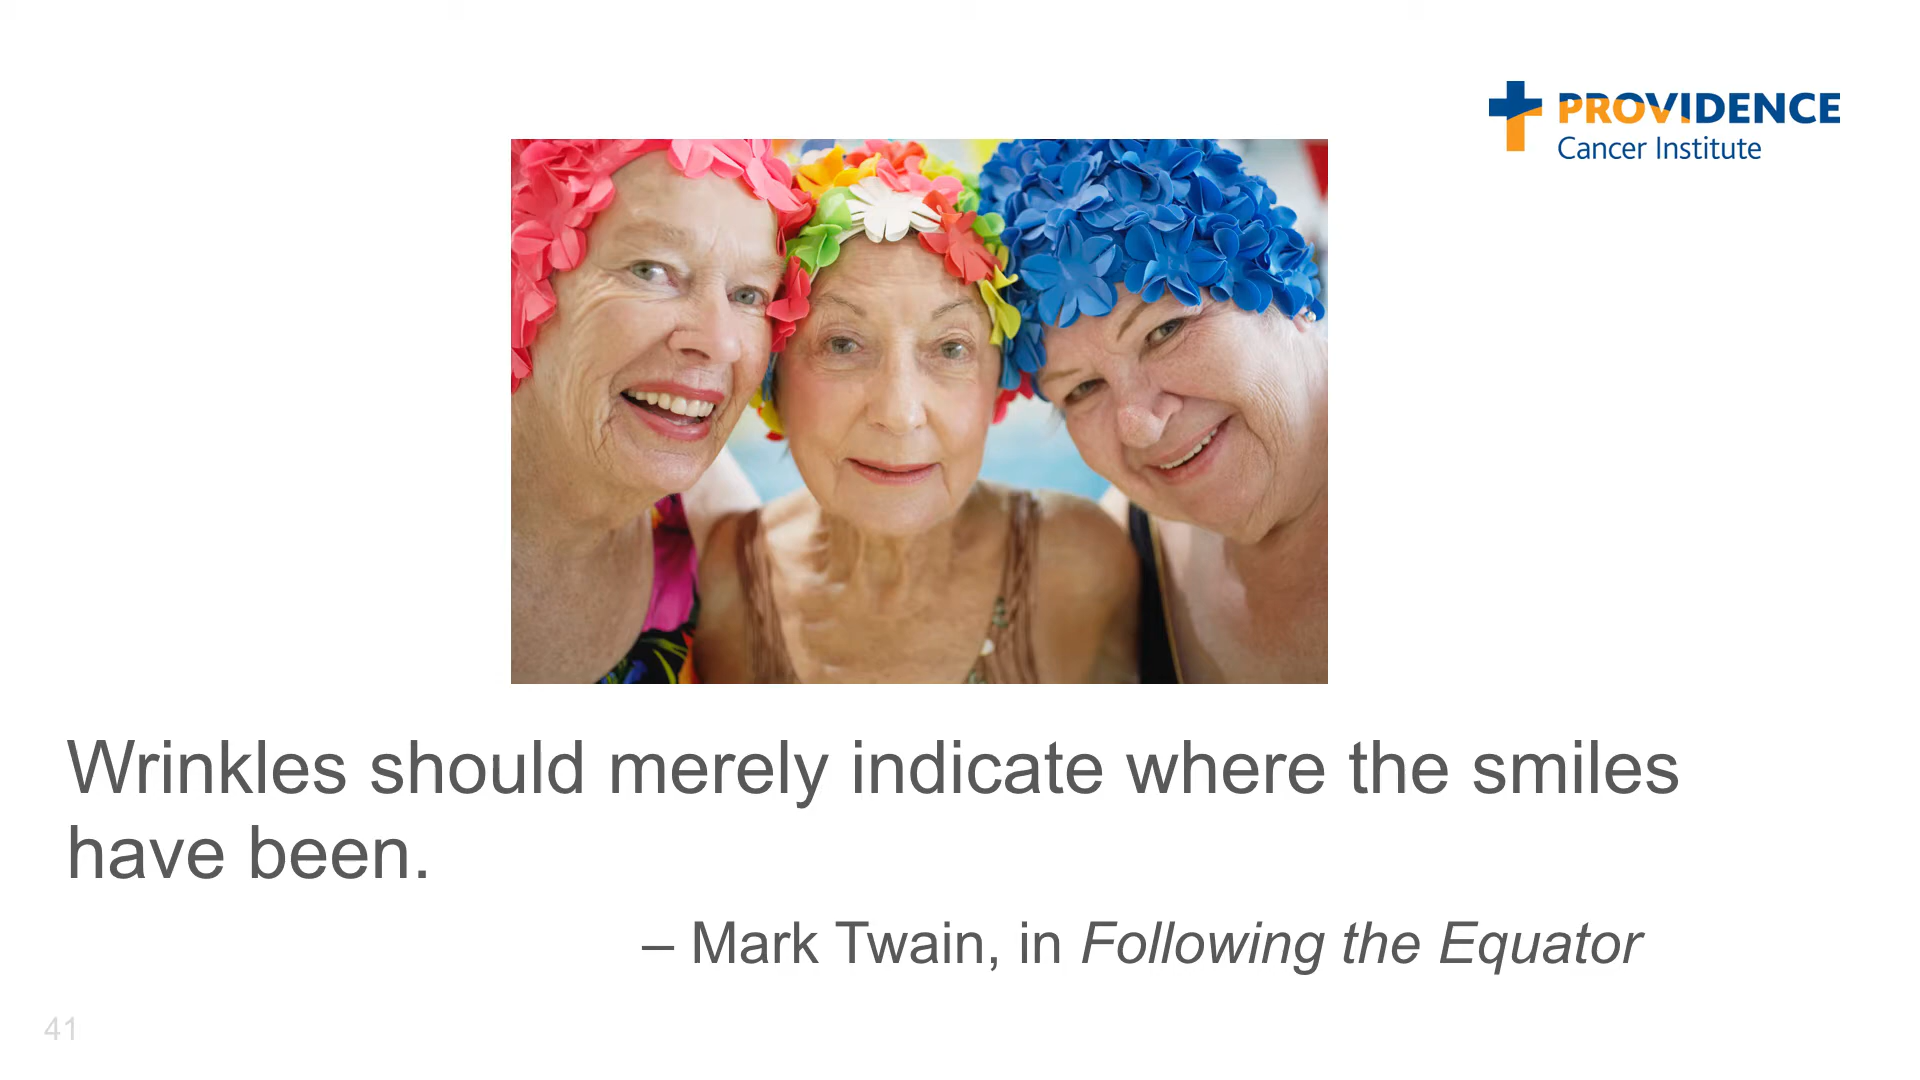 PROVIDENCE
Cancer Institute
Wrinkles should merely indicate where the smiles
have been.
– Mark Twain, in Following the Equator
41